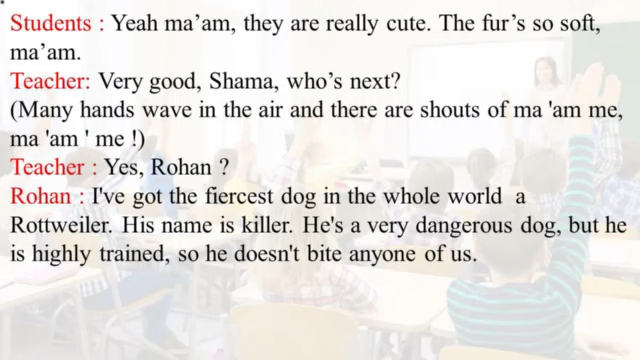 Students : Yeah ma’am, they are really cute. The fur’s so soft,
ma’am.
Teacher: Very good, Shama, who’s next?
(Many hands wave in the air and there are shouts of ma 'am me,
ma 'am ' me !)
Teacher : Yes, Rohan ?
Rohan : I've got the fiercest dog in the whole world  a
Rottweiler. His name is killer. He's a very dangerous dog, but he
is highly trained, so he doesn't bite anyone of us.